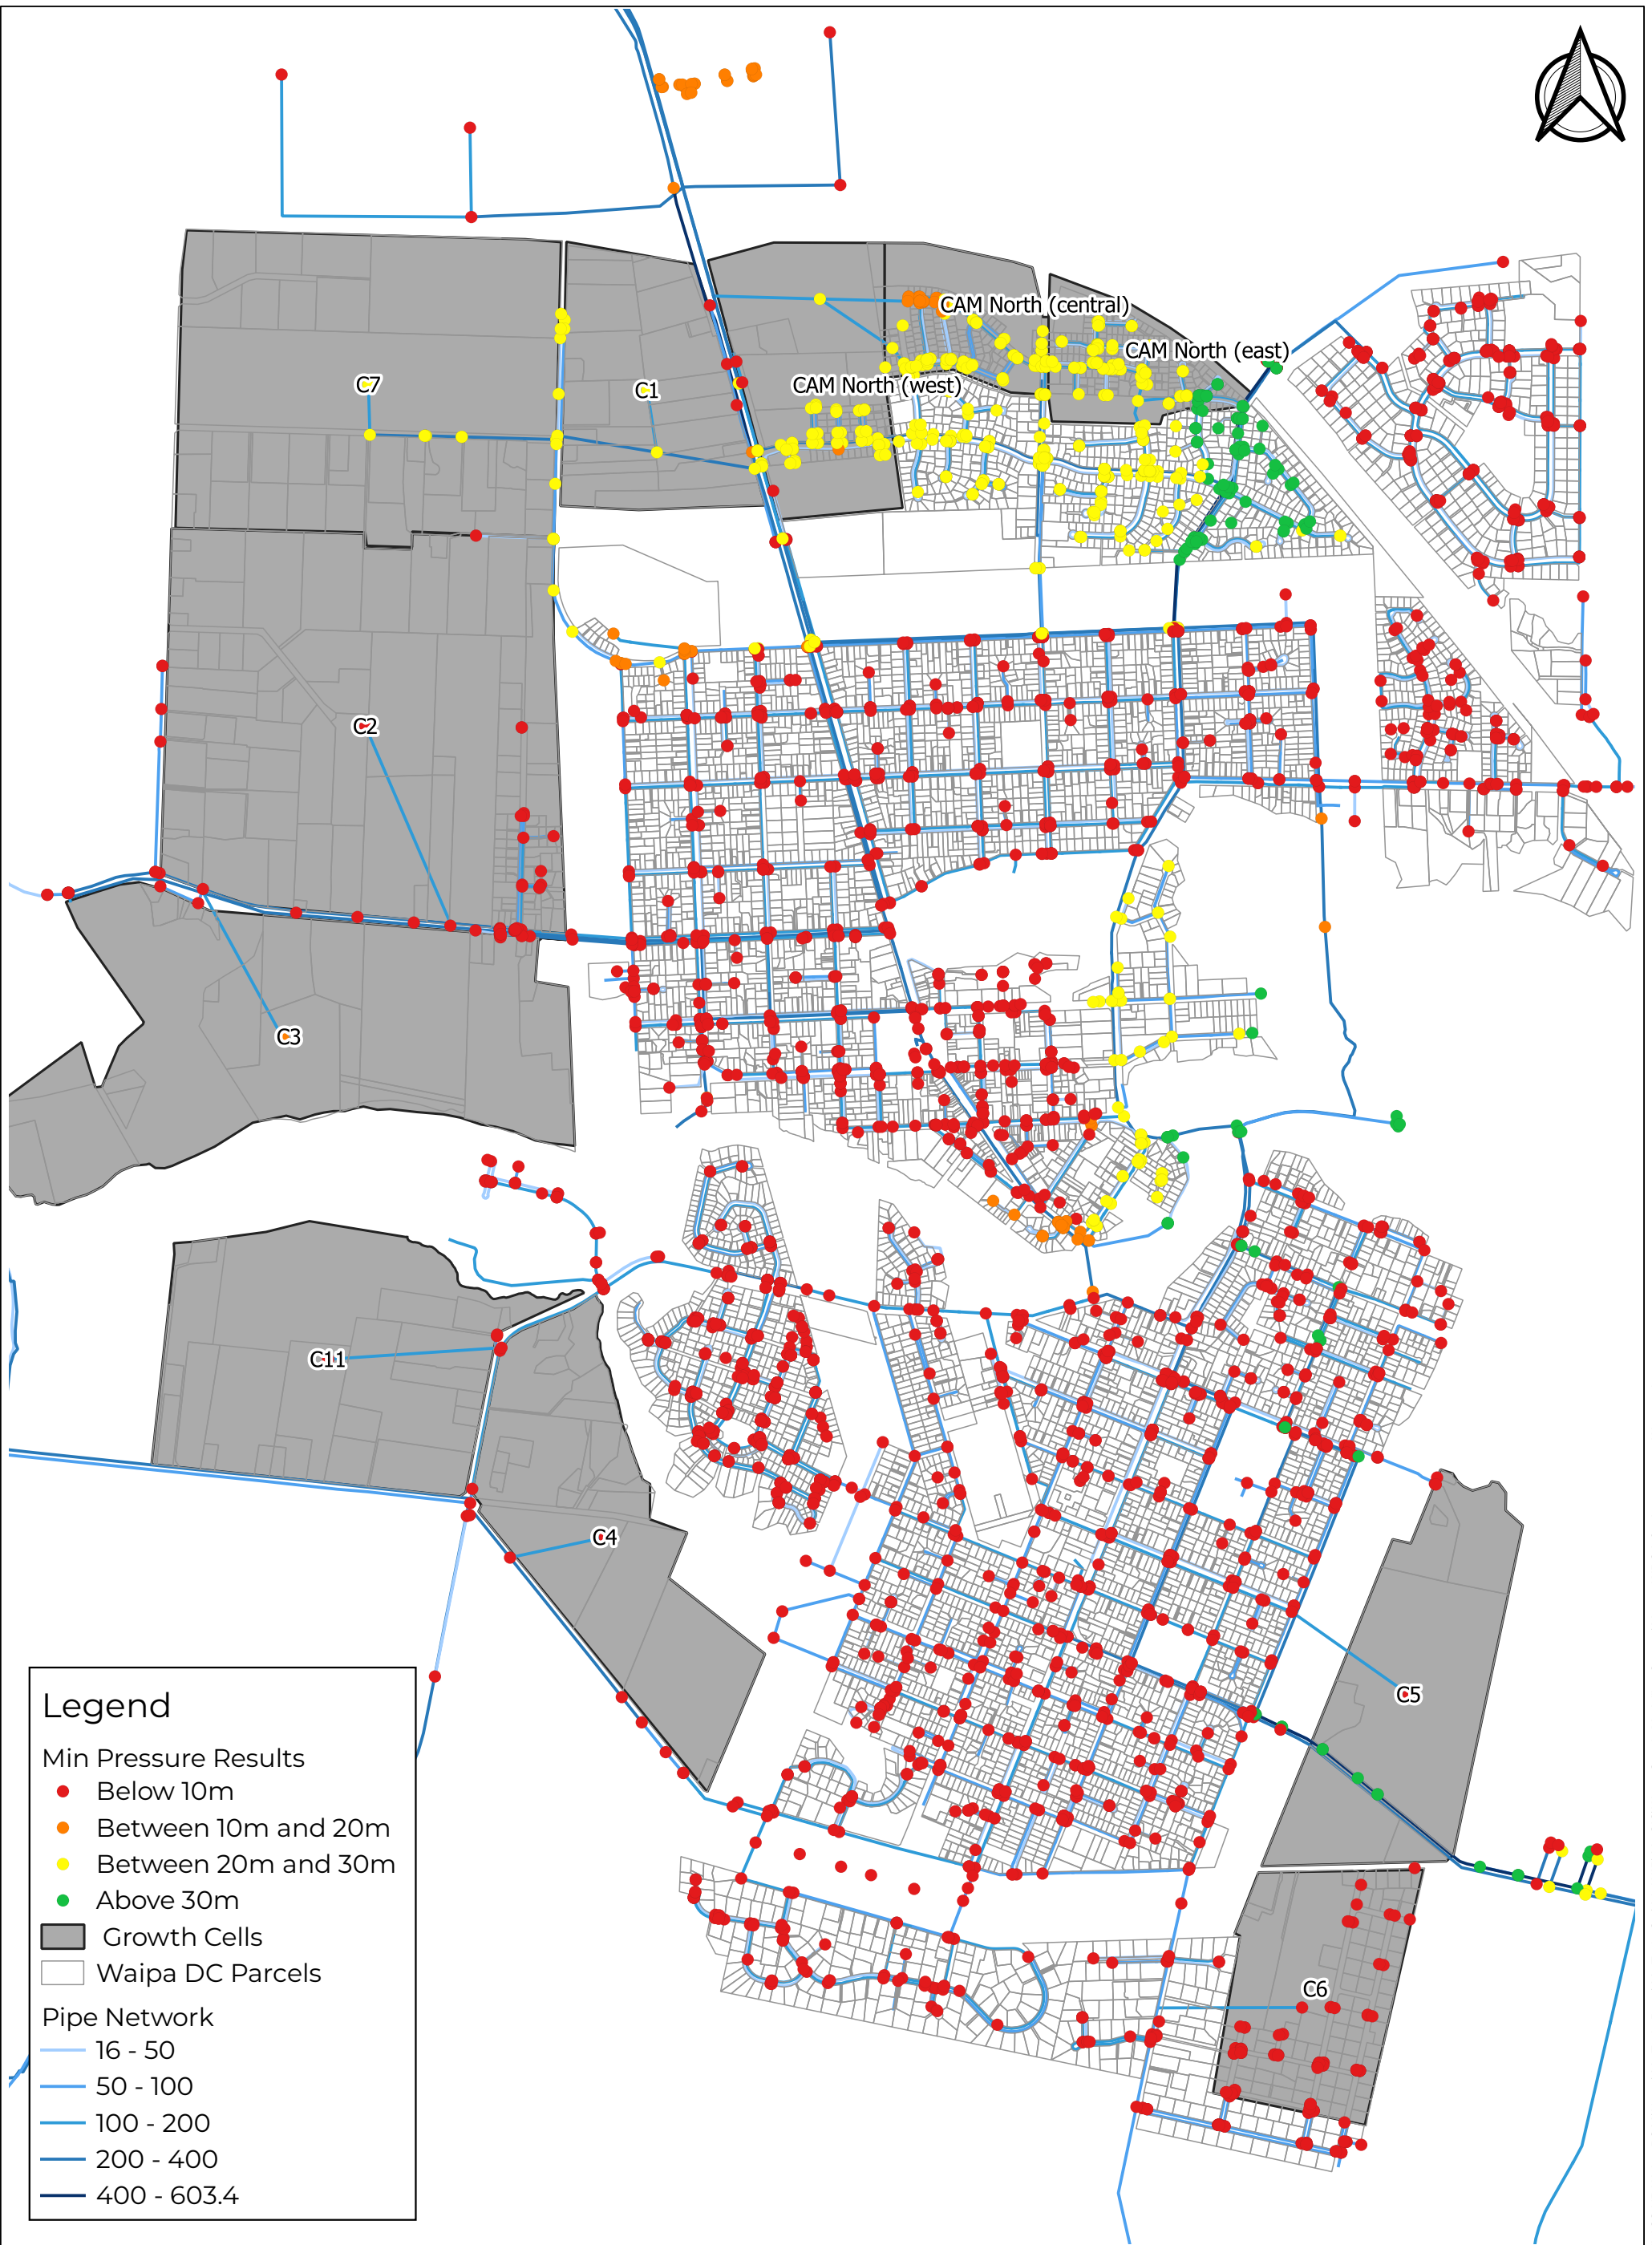 CAM North (central)
CAM North (east)
C7
C1
CAM North (west)
C2
C3
C11
C4
C5
C6
Legend
Min Pressure Results
Below 10m
Between 10m and 20m
Between 20m and 30m
Above 30m
Growth Cells
Waipa DC Parcels
Pipe Network
16 - 50
50 - 100
100 - 200
200 - 400
400 - 603.4